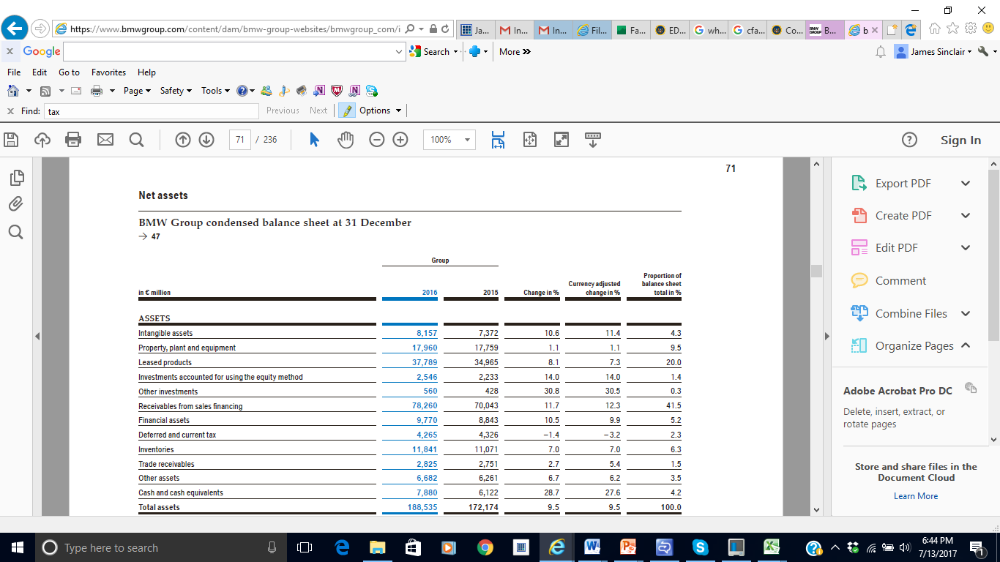 https://www.bmwgroup.com/content/dam/bmw-group-websites/bmwgroup_com/i
Ja... In... In... Fil... Fa... ED... wh... cfa... Co... B... b
x Google Search More »
James Sinclair
File Edit Go to Favorites Help
Page Safety Tools
x Find: tax Previous Next Options
71 / 236 100% Sign In
71
Net assets
BMW Group condensed balance sheet at 31 December
→ 47
Group
in € million 2016 2015 Change in % Currency adjusted change in % Proportion of balance sheet total in %
ASSETS
Intangible assets 8,157 7,372 10.6 11.4 4.3
Property, plant and equipment 17,960 17,759 1.1 1.1 9.5
Leased products 37,789 34,965 8.1 7.3 20.0
Investments accounted for using the equity method 2,546 2,233 14.0 14.0 1.4
Other investments 560 428 30.8 30.5 0.3
Receivables from sales financing 78,260 70,043 11.7 12.3 41.5
Financial assets 9,770 8,843 10.5 9.9 5.2
Deferred and current tax 4,265 4,326 −1.4 −3.2 2.3
Inventories 11,841 11,071 7.0 7.0 6.3
Trade receivables 2,825 2,751 2.7 5.4 1.5
Other assets 6,682 6,261 6.7 6.2 3.5
Cash and cash equivalents 7,880 6,122 28.7 27.6 4.2
Total assets 188,535 172,174 9.5 9.5 100.0
Export PDF
Create PDF
Edit PDF
Comment
Combine Files
Organize Pages
Adobe Acrobat Pro DC
Delete, insert, extract, or
rotate pages
Store and share files in the
Document Cloud
Learn More
Type here to search
6:44 PM
7/13/2017